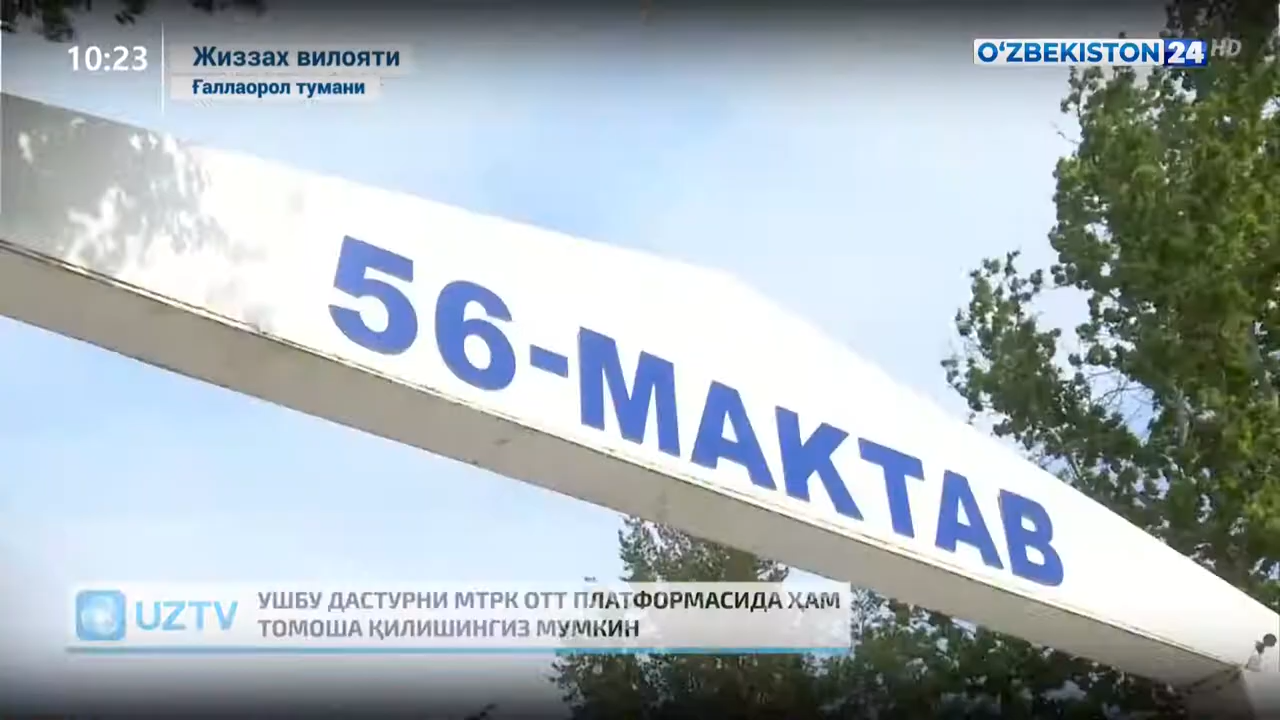 10:23
Жиззах вилояти
Ғаллаорол тумани
O‘ZBEKISTON 24 HD
56-МАКТАВ
UZTV
УШБУ ДАСТУРНИ МТРК ОТТ ПЛАТФОРМАСИДА ҲАМ
ТОМОША ҚИЛИШИНГИЗ МУМКИН